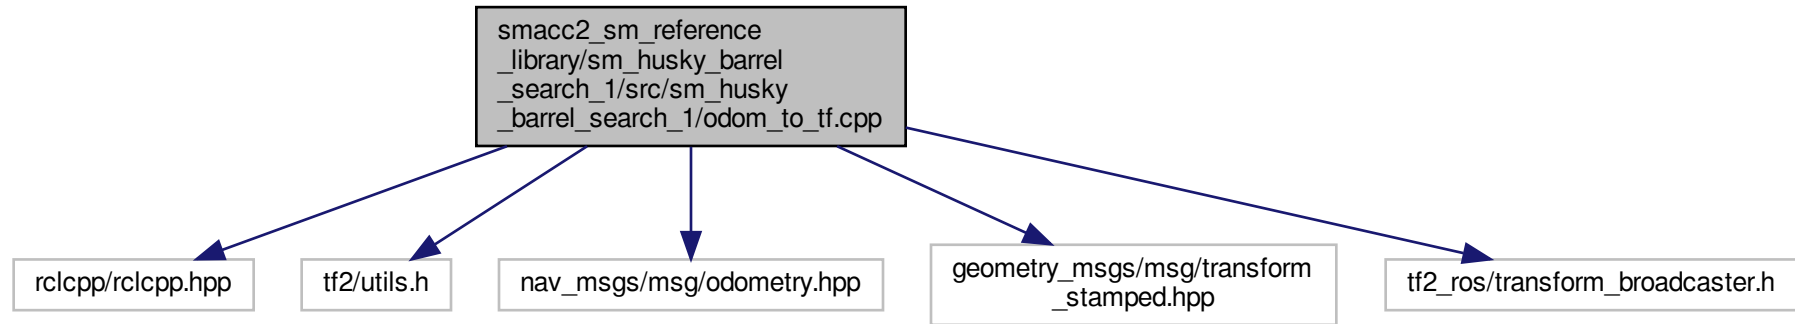 smacc2_sm_reference
_library/sm_husky_barrel
_search_1/src/sm_husky
_barrel_search_1/odom_to_tf.cpp
rclcpp/rclcpp.hpp
tf2/utils.h
nav_msgs/msg/odometry.hpp
geometry_msgs/msg/transform
_stamped.hpp
tf2_ros/transform_broadcaster.h